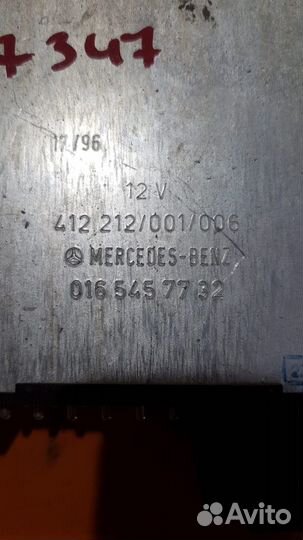 7347
17/96
12 V
412 212/001/006
MERCEDES-BENZ
016 545 77 32
Avito